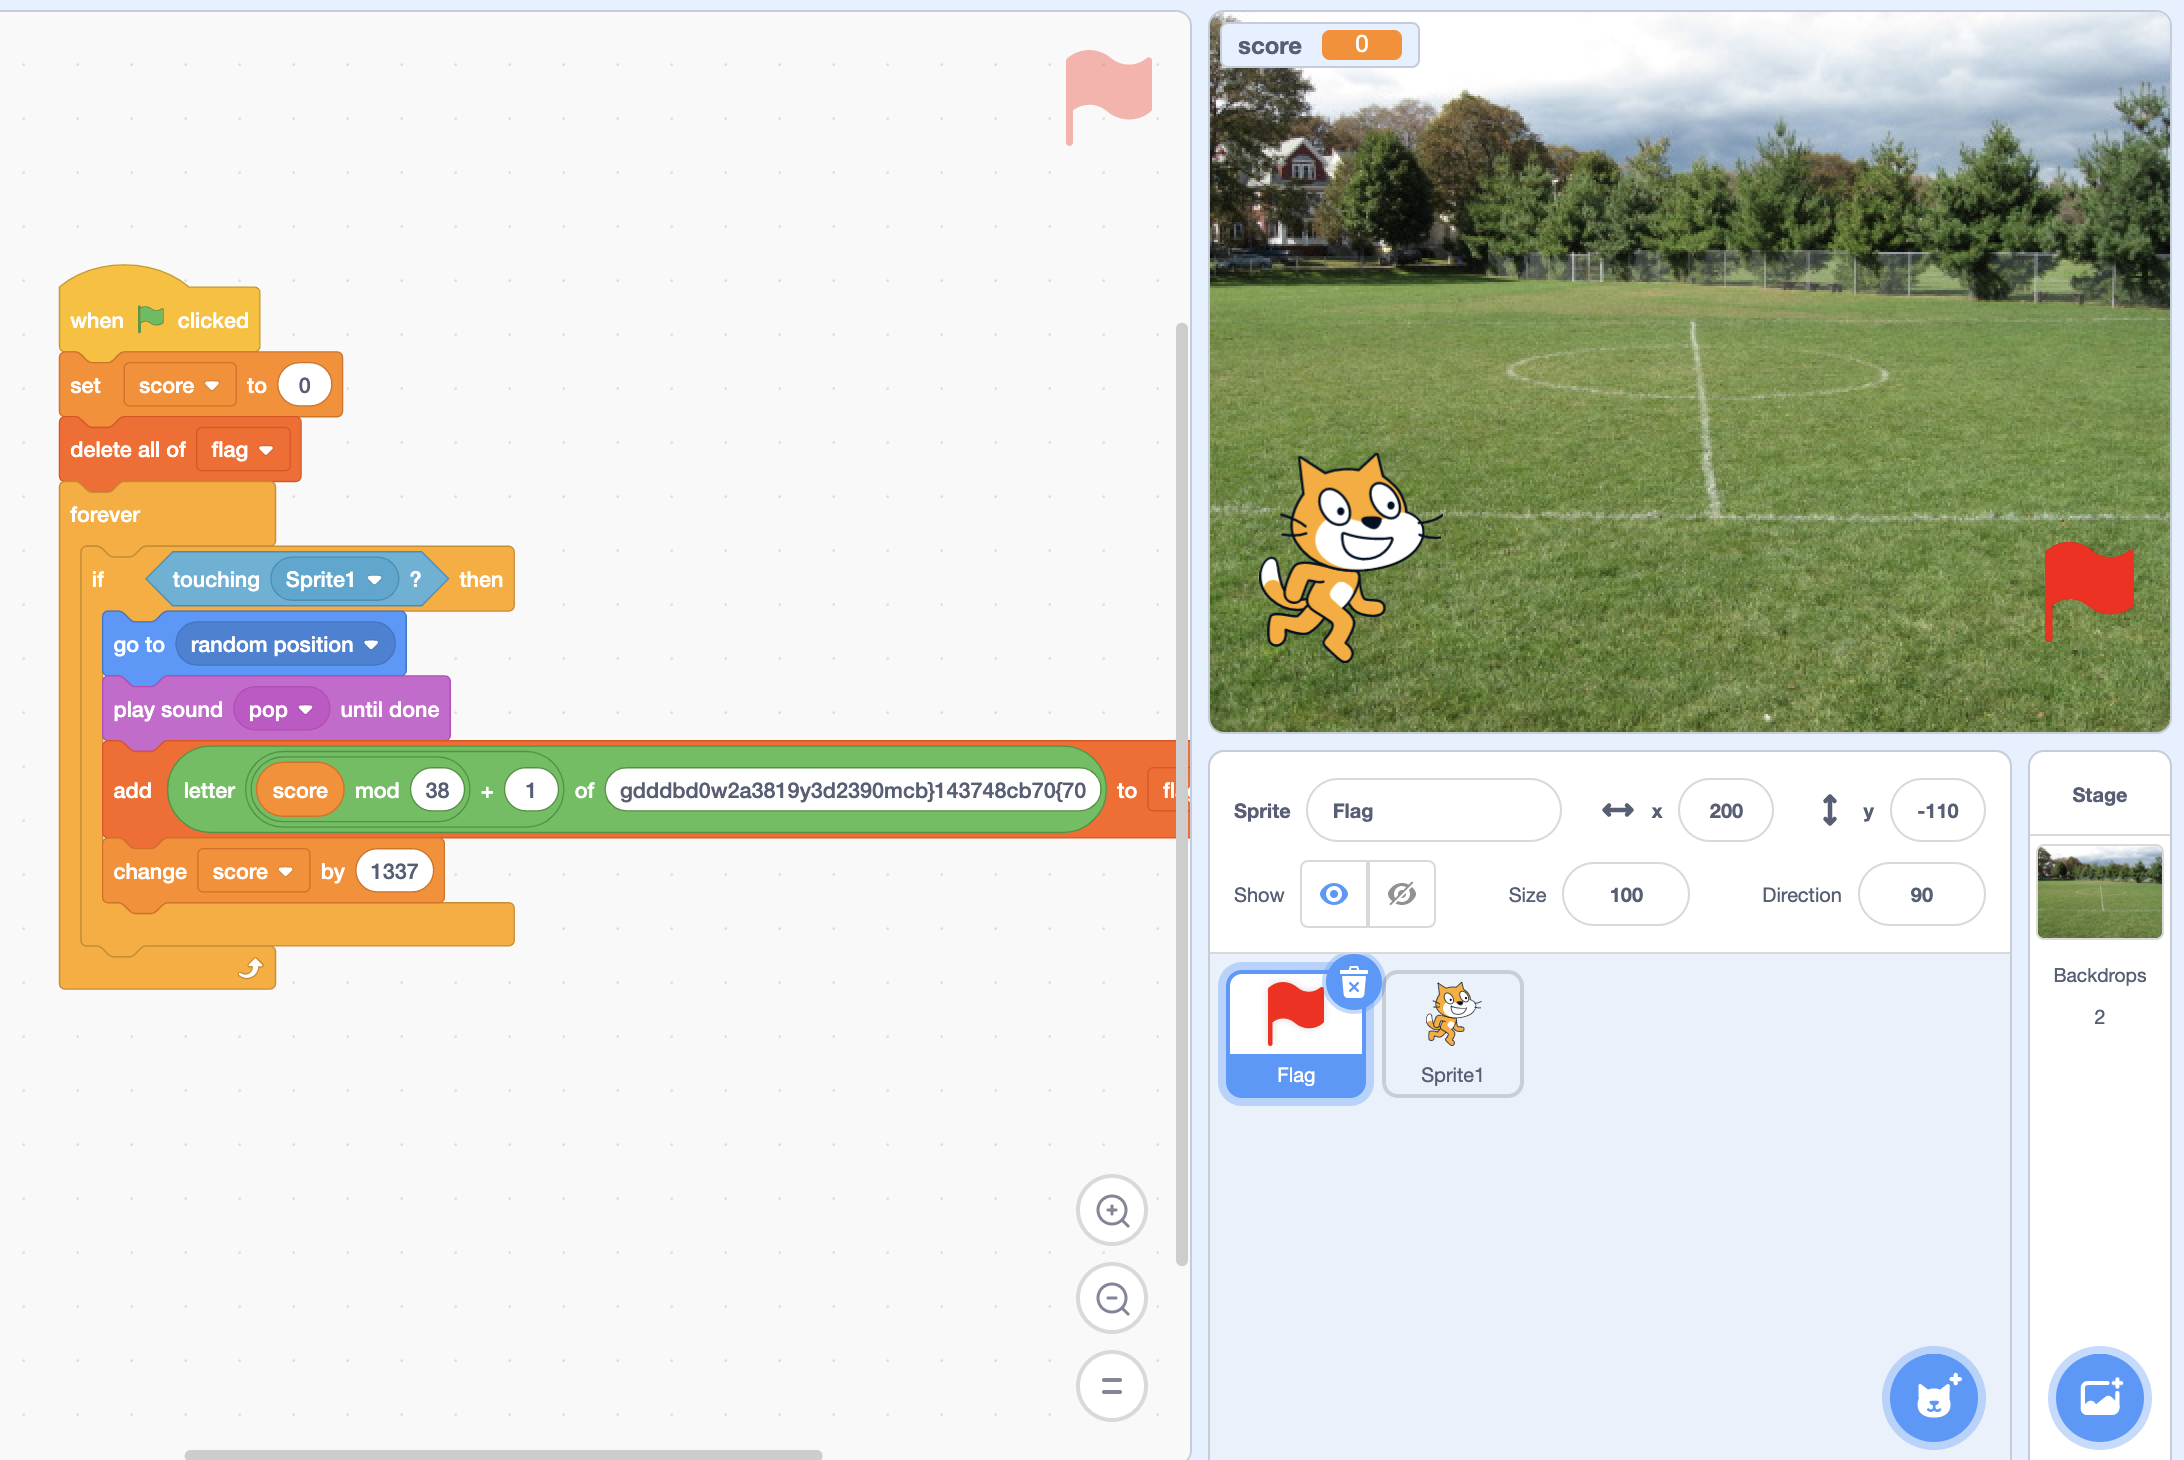 when clicked
set score to 0
delete all of flag
forever
if touching Sprite1 ? then
go to random position
play sound pop until done
add letter score mod 38 + 1 of gdddbd0w2a3819y3d2390mcb}143748cb70{70 to
change score by 1337
score 0
Sprite Flag x 200 y -110
Show Size 100 Direction 90
Flag Sprite1
Stage
Backdrops
2